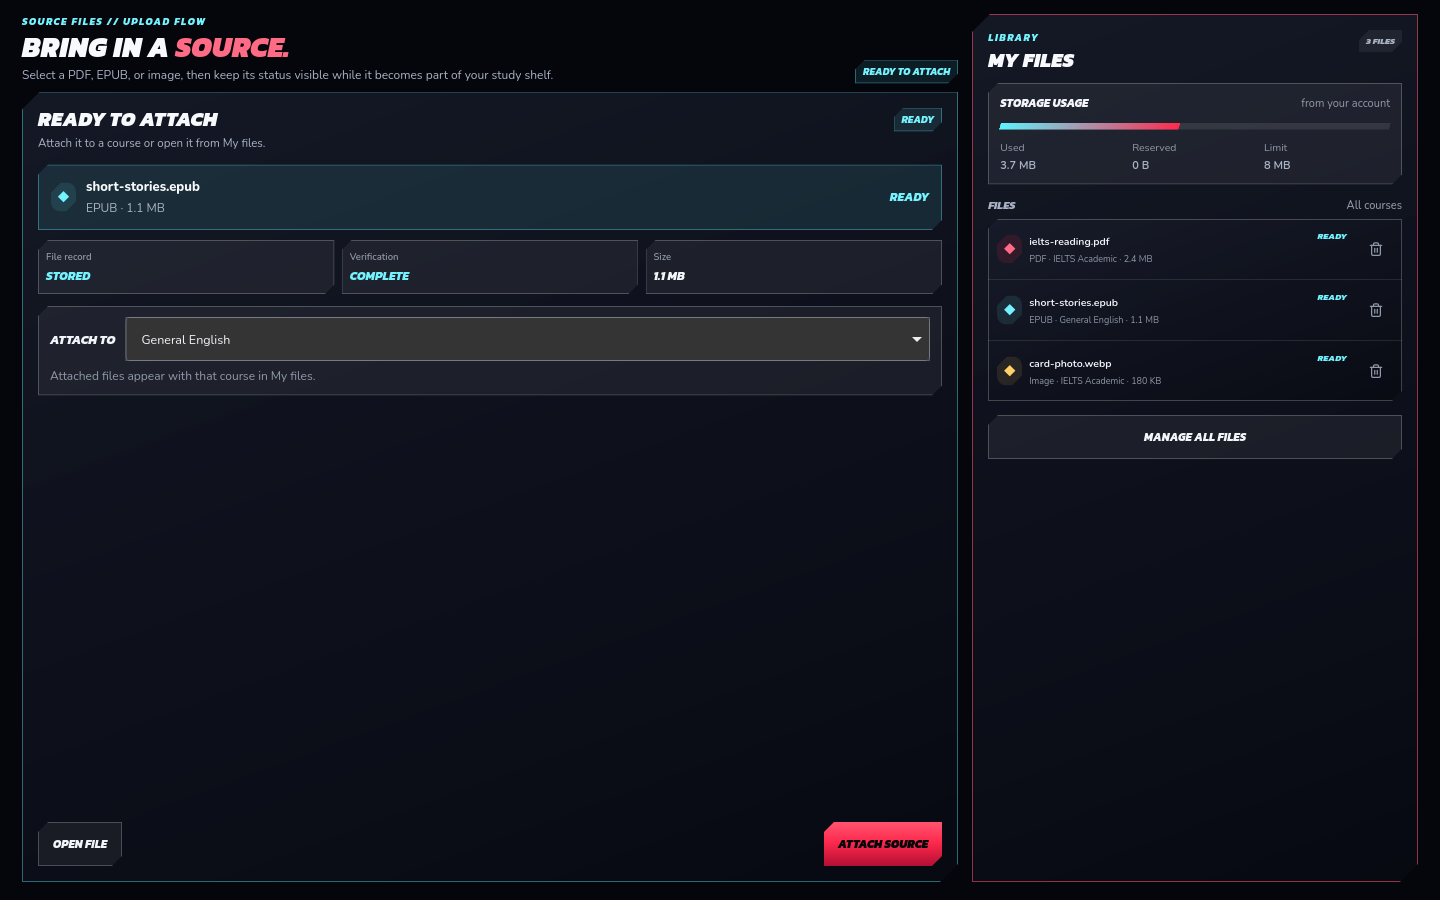 SOURCE FILES // UPLOAD FLOW
BRING IN A SOURCE.
Select a PDF, EPUB, or image, then keep its status visible while it becomes part of your study shelf.
READY TO ATTACH
READY TO ATTACH
READY
Attach it to a course or open it from My files.
short-stories.epub
EPUB · 1.1 MB
READY
File record
STORED
Verification
COMPLETE
Size
1.1 MB
ATTACH TO
General English
Attached files appear with that course in My files.
OPEN FILE
ATTACH SOURCE
LIBRARY
3 FILES
MY FILES
STORAGE USAGE
from your account
Used
Reserved
Limit
3.7 MB
0 B
8 MB
FILES
All courses
ielts-reading.pdf
READY
PDF · IELTS Academic · 2.4 MB
short-stories.epub
READY
EPUB · General English · 1.1 MB
card-photo.webp
READY
Image · IELTS Academic · 180 KB
MANAGE ALL FILES